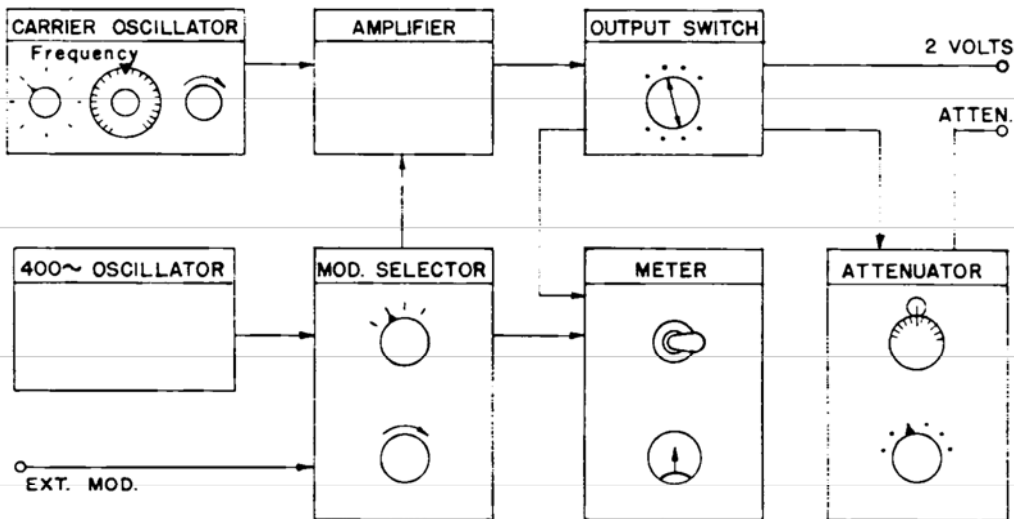 CARRIER OSCILLATOR
Frequency
AMPLIFIER
OUTPUT SWITCH
2 VOLTS
ATTEN.
400~ OSCILLATOR
MOD. SELECTOR
METER
ATTENUATOR
EXT. MOD.